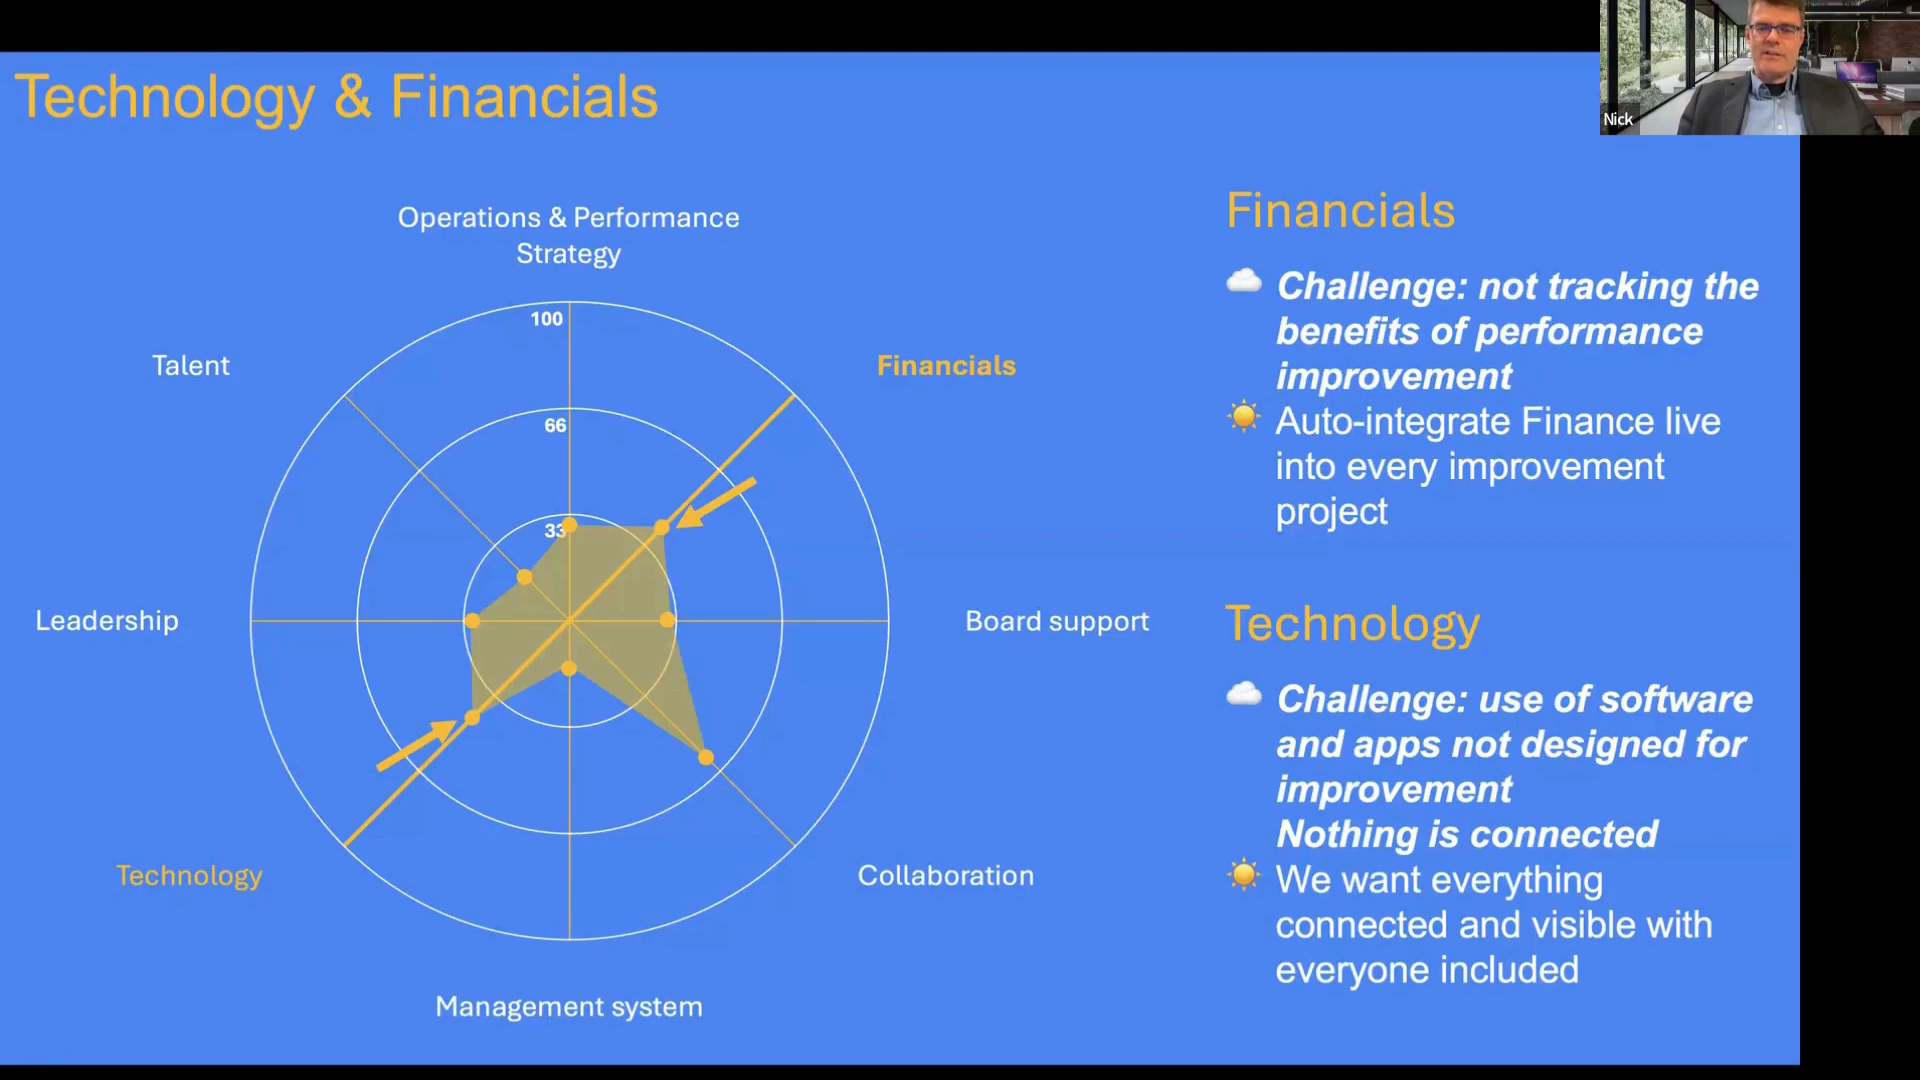 Technology & Financials
Nick
Operations & Performance
Strategy
Talent
Financials
Leadership
Board support
Technology
Collaboration
Management system
100
66
33
Financials
Challenge: not tracking the
benefits of performance
improvement
Auto-integrate Finance live
into every improvement
project
Technology
Challenge: use of software
and apps not designed for
improvement
Nothing is connected
We want everything
connected and visible with
everyone included